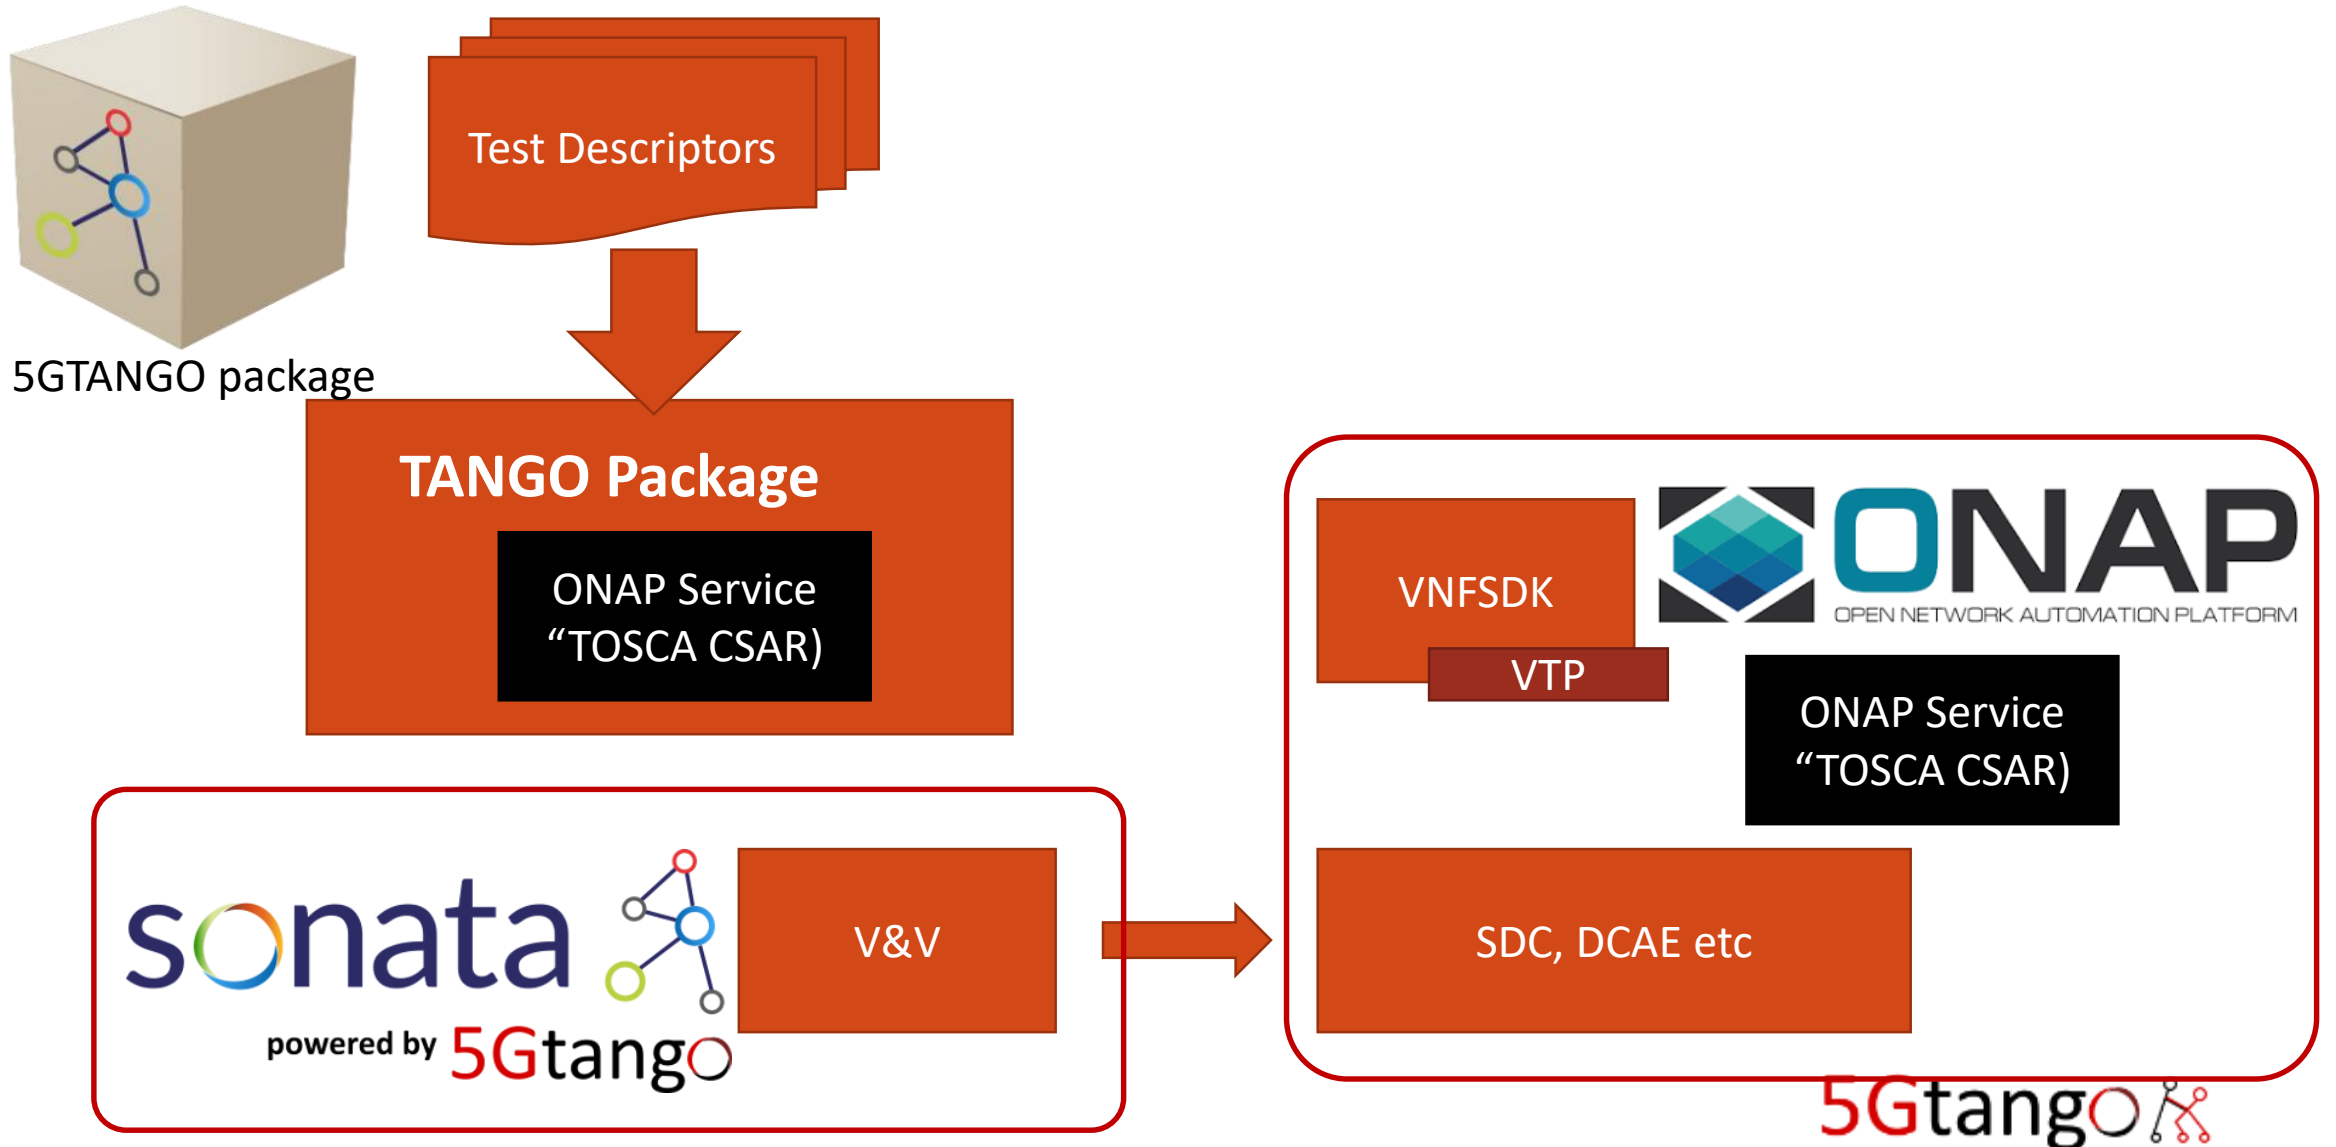 Test Descriptors
5GTANGO package
TANGO Package
ONAP Service
“TOSCA CSAR)
VNFSDK
VTP
ONAP
OPEN NETWORK AUTOMATION PLATFORM
ONAP Service
“TOSCA CSAR)
sonata
powered by 5Gtango
V&V
SDC, DCAE etc
5Gtango